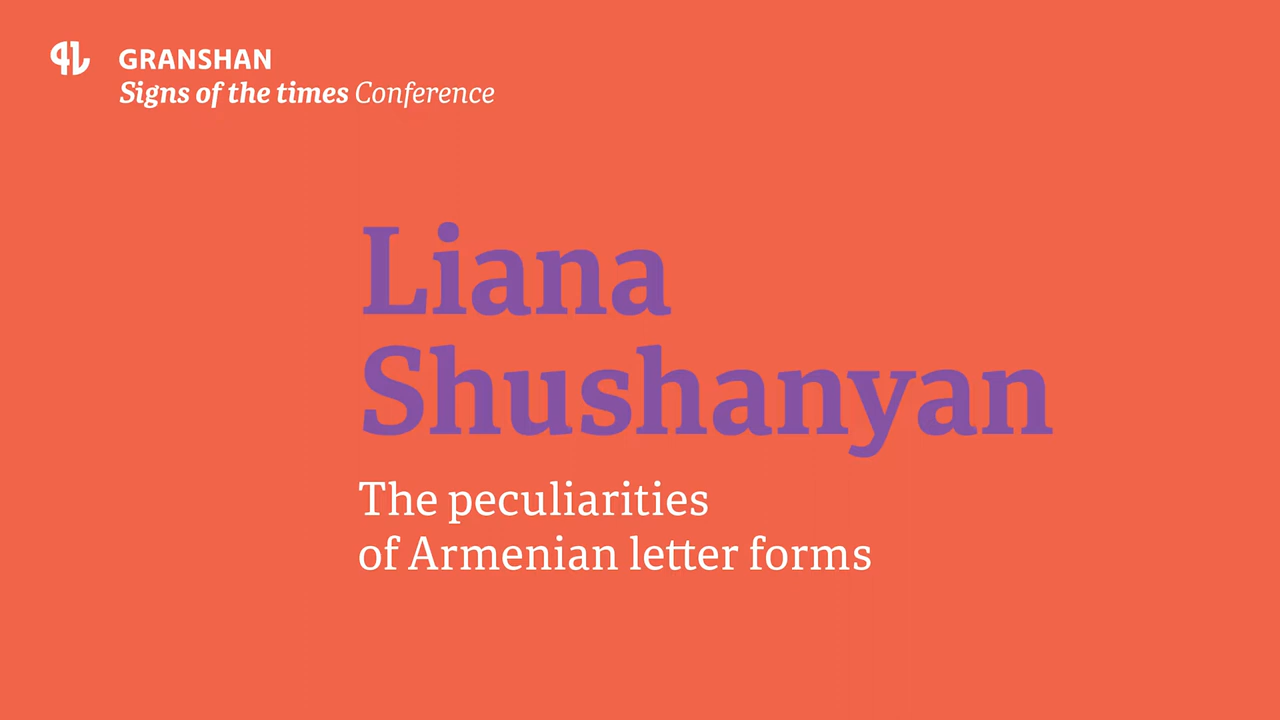 GRANSHAN
Signs of the times Conference
Liana
Shushanyan
The peculiarities
of Armenian letter forms